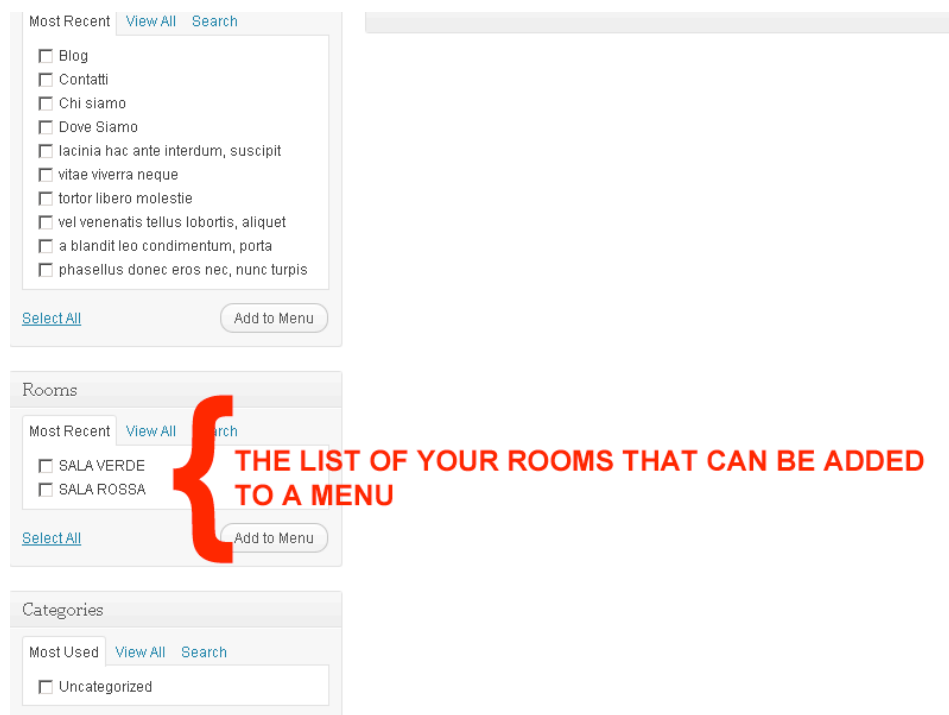 Most Recent View All Search
Blog
Contatti
Chi siamo
Dove Siamo
lacinia hac ante interdum, suscipit
vitae viverra neque
tortor libero molestie
vel venenatis tellus lobortis, aliquet
a blandit leo condimentum, porta
phasellus donec eros nec, nunc turpis
Select All Add to Menu
Rooms
Most Recent View All
SALA VERDE
SALA ROSSA
THE LIST OF YOUR ROOMS THAT CAN BE ADDED
TO A MENU
Select All Add to Menu
Categories
Most Used View All Search
Uncategorized